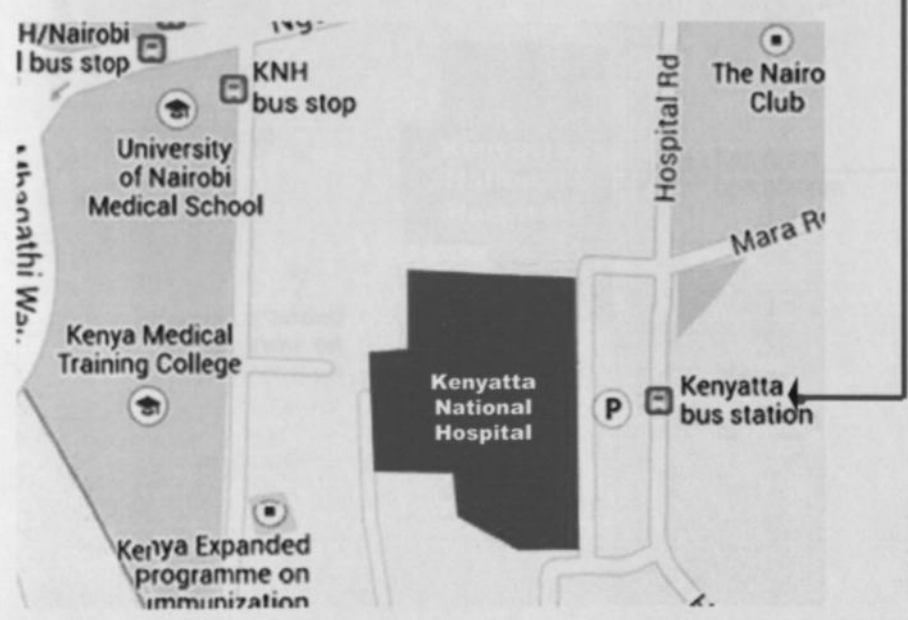 H/Nairobi
l bus stop
KNH
bus stop
University
of Nairobi
Medical School
Hospital Rd
The Nairo
Club
Mara R
Kenya Medical
Training College
Kenyatta
National
Hospital
P
Kenyatta
bus station
Kenya Expanded
programme on
immunization